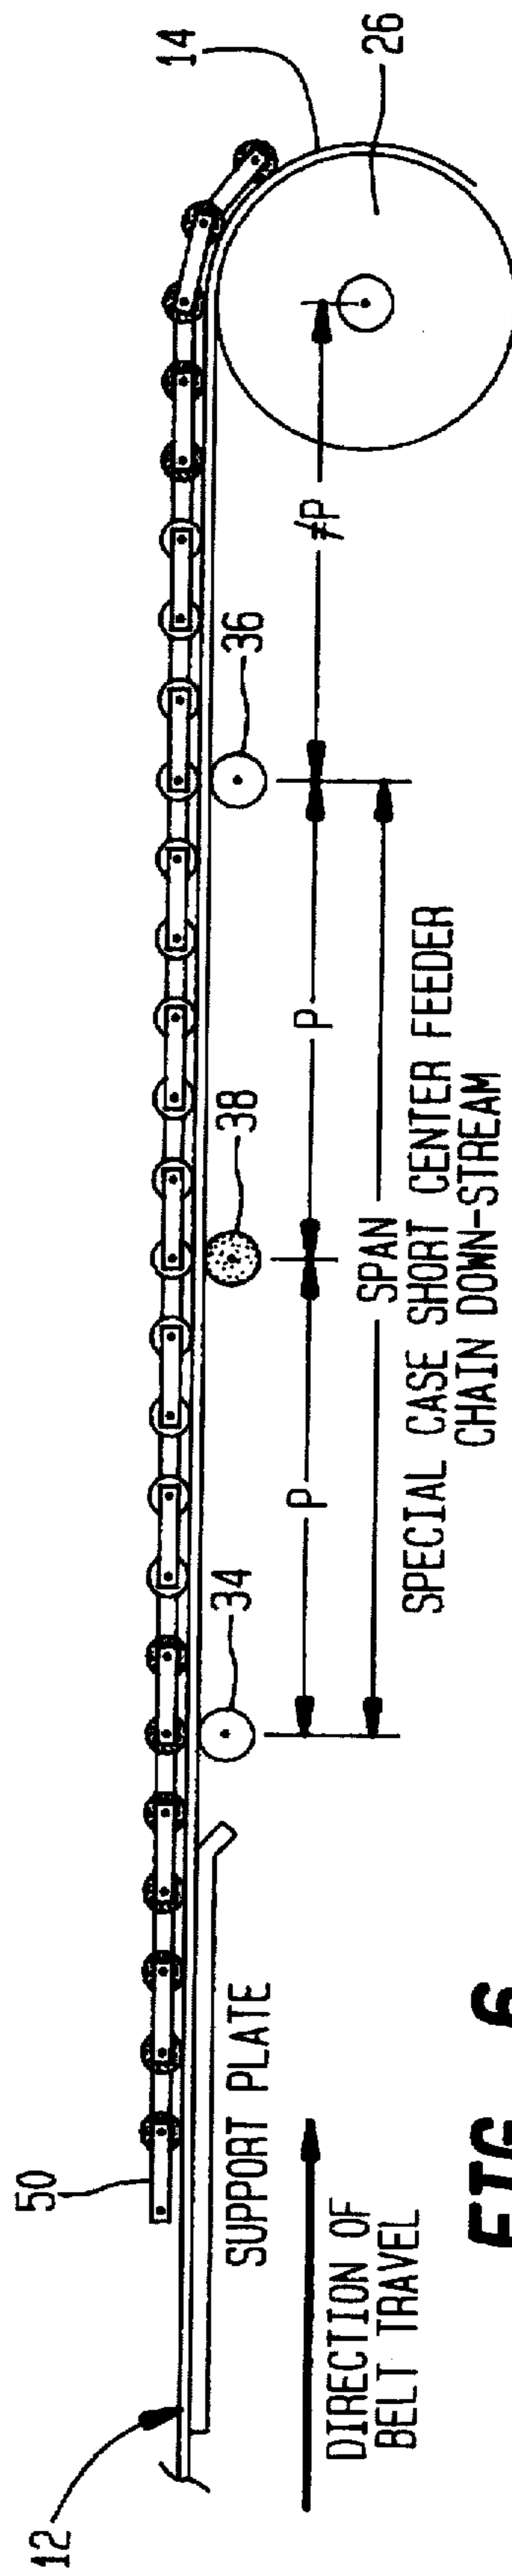 12
50
14
26
SUPPORT PLATE
34
38
36
DIRECTION OF
BELT TRAVEL
P
P
≠P
SPAN
SPECIAL CASE SHORT CENTER FEEDER
CHAIN DOWN-STREAM
FIG. 6